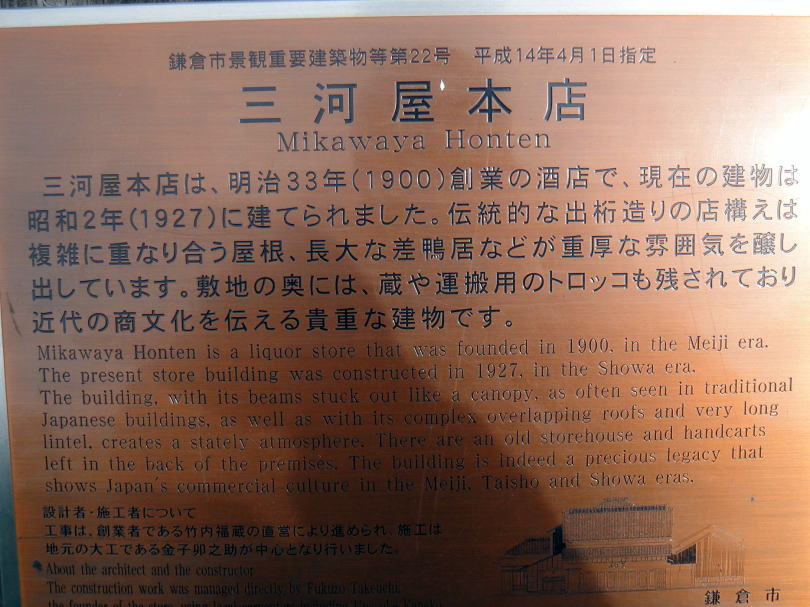 鎌倉市景観重要建築物等第22号 平成14年4月1日指定
三河屋本店
Mikawaya Honten
三河屋本店は、明治33年(1900)創業の酒店で、現在の建物は
昭和2年(1927)に建てられました。伝統的な出桁造りの店構えは
複雑に重なり合う屋根、長大な差鴨居などが重厚な雰囲気を醸し
出しています。敷地の奥には、蔵や運搬用のトロッコも残されており
近代の商文化を伝える貴重な建物です。
Mikawaya Honten is a liquor store that was founded in 1900, in the Meiji era.
The present store building was constructed in 1927, in the Showa era.
The building, with its beams stuck out like a canopy, as often seen in traditional
Japanese buildings, as well as with its complex overlapping roofs and very long
lintel, creates a stately atmosphere. There are an old storehouse and handcarts
left in the back of the premises. The building is indeed a precious legacy that
shows Japan's commercial culture in the Meiji, Taisho and Showa eras.
設計者・施工者について
工事は、創業者である竹内福蔵の直営により進められ、施工は
地元の大工である金子卯之助が中心となり行いました。
About the architect and the constructor
The construction work was managed directly by Fukuzo Takeuchi,
the founder of the store, using local
鎌倉市